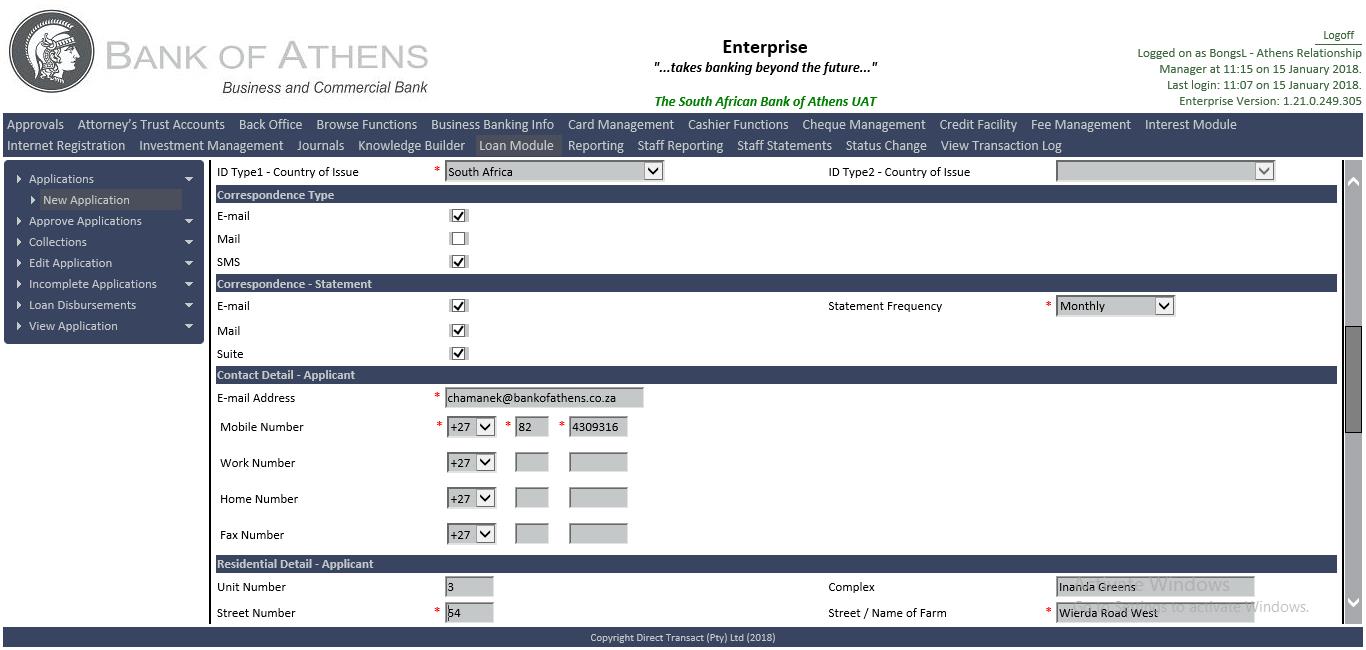 BANK OF ATHENS
Business and Commercial Bank
Enterprise
"...takes banking beyond the future..."
The South African Bank of Athens UAT
Logoff
Logged on as BongsL - Athens Relationship
Manager at 11:15 on 15 January 2018.
Last login: 11:07 on 15 January 2018.
Enterprise Version: 1.21.0.249.305
Approvals Attorney's Trust Accounts Back Office Browse Functions Business Banking Info Card Management Cashier Functions Cheque Management Credit Facility Fee Management Interest Module
Internet Registration Investment Management Journals Knowledge Builder Loan Module Reporting Staff Reporting Staff Statements Status Change View Transaction Log
Applications
New Application
Approve Applications
Collections
Edit Application
Incomplete Applications
Loan Disbursements
View Application
ID Type1 - Country of Issue * South Africa ID Type2 - Country of Issue
Correspondence Type
E-mail
Mail
SMS
Correspondence - Statement
E-mail Statement Frequency * Monthly
Mail
Suite
Contact Detail - Applicant
E-mail Address * chamanek@bankofathens.co.za
Mobile Number * +27 * 82 * 4309316
Work Number +27
Home Number +27
Fax Number +27
Residential Detail - Applicant
Unit Number 3 Complex Inanda Greens
Activate Windows
Street Number * 54 Street / Name of Farm * Wierda Road West
to activate Windows.
Copyright Direct Transact (Pty) Ltd (2018)